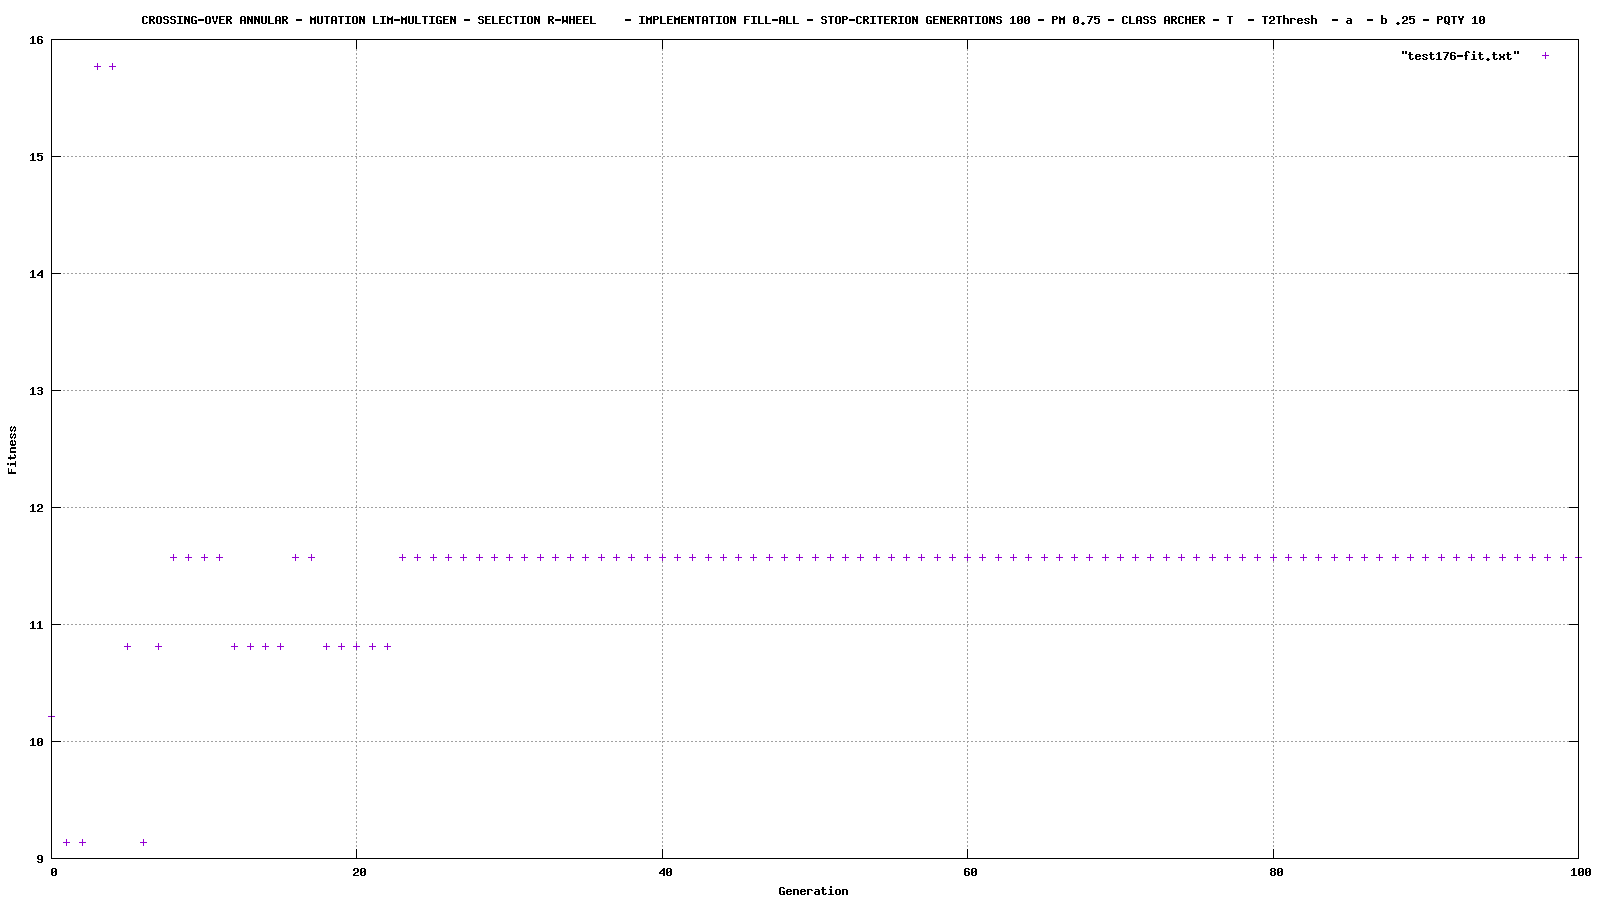 CROSSING-OVER ANNULAR - MUTATION LIM-MULTIGEN - SELECTION R-WHEEL    - IMPLEMENTATION FILL-ALL - STOP-CRITERION GENERATIONS 100 - PM 0.75 - CLASS ARCHER - T  - T2Thresh  - a  - b .25 - PQTY 10
"test176-fit.txt"
16
15
14
13
12
11
10
9
Fitness
0 20 40 60 80 100
Generation